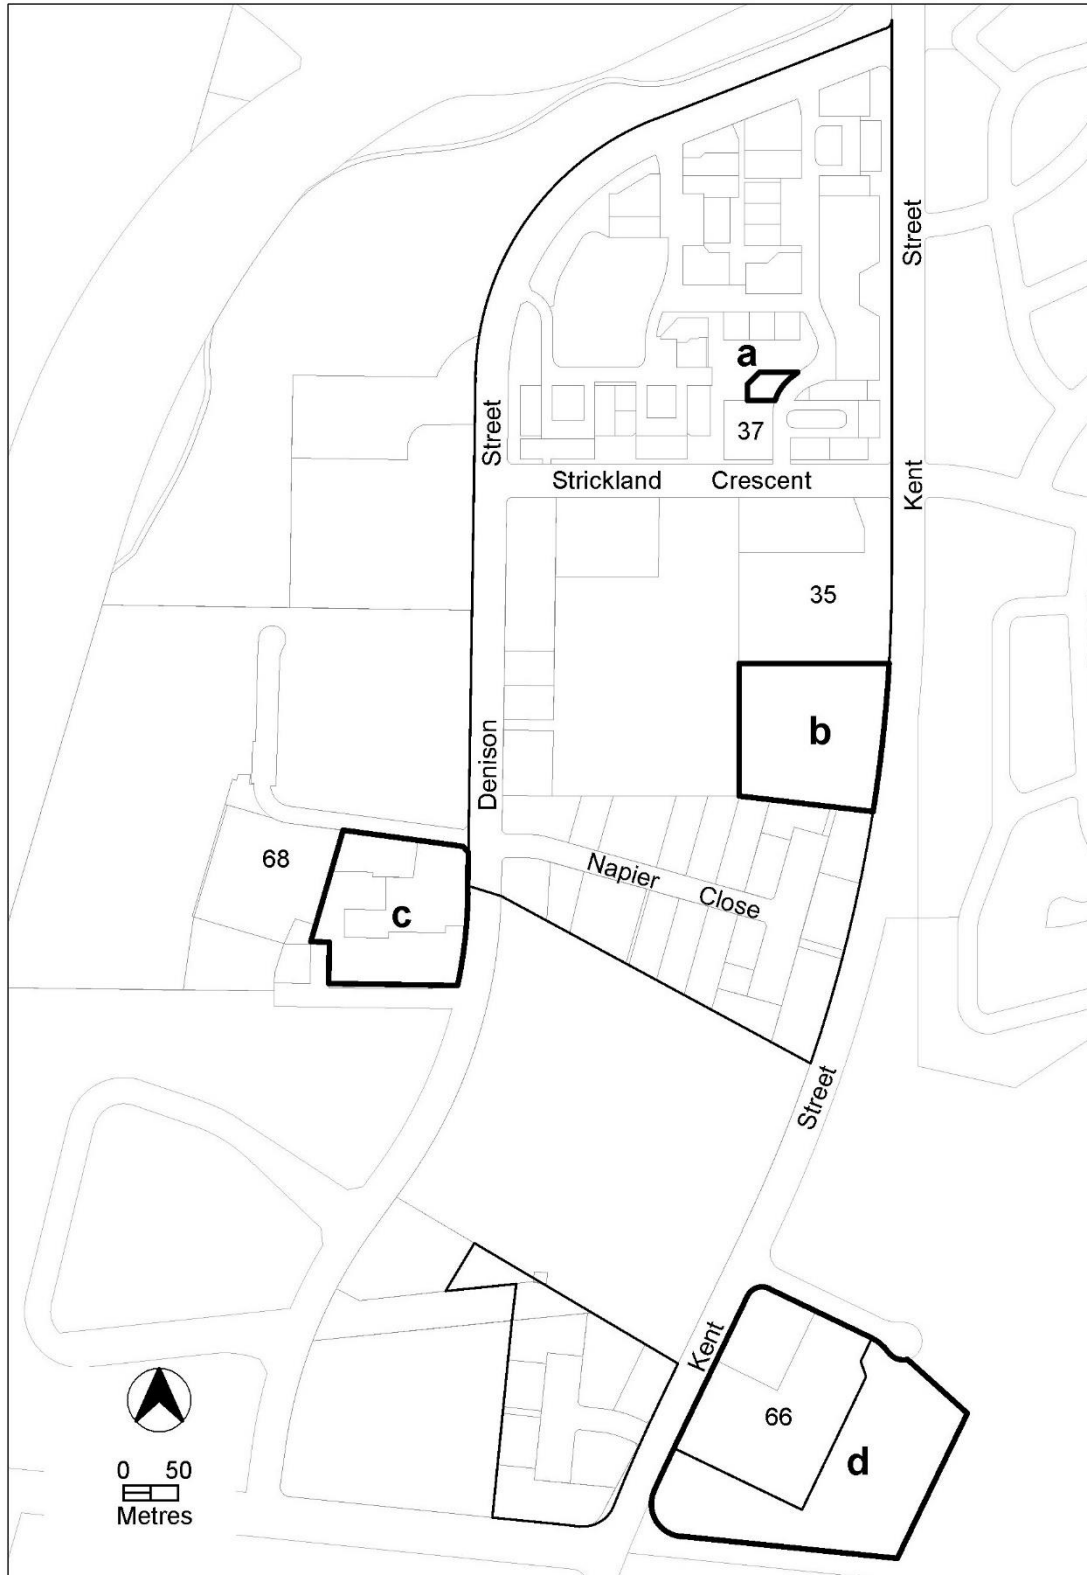 Street
a
37
Street
Strickland Crescent
Kent
35
b
Denison
68
Napier Close
c
Street
Kent
66
d
0 50
Metres